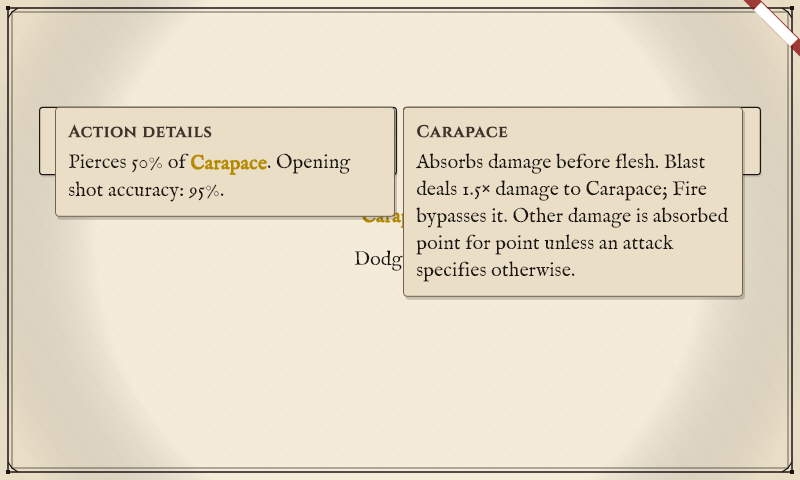 Action details
Pierces 50% of Carapace. Opening
shot accuracy: 95%.
Carapace
Absorbs damage before flesh. Blast
deals 1.5× damage to Carapace; Fire
bypasses it. Other damage is absorbed
point for point unless an attack
specifies otherwise.